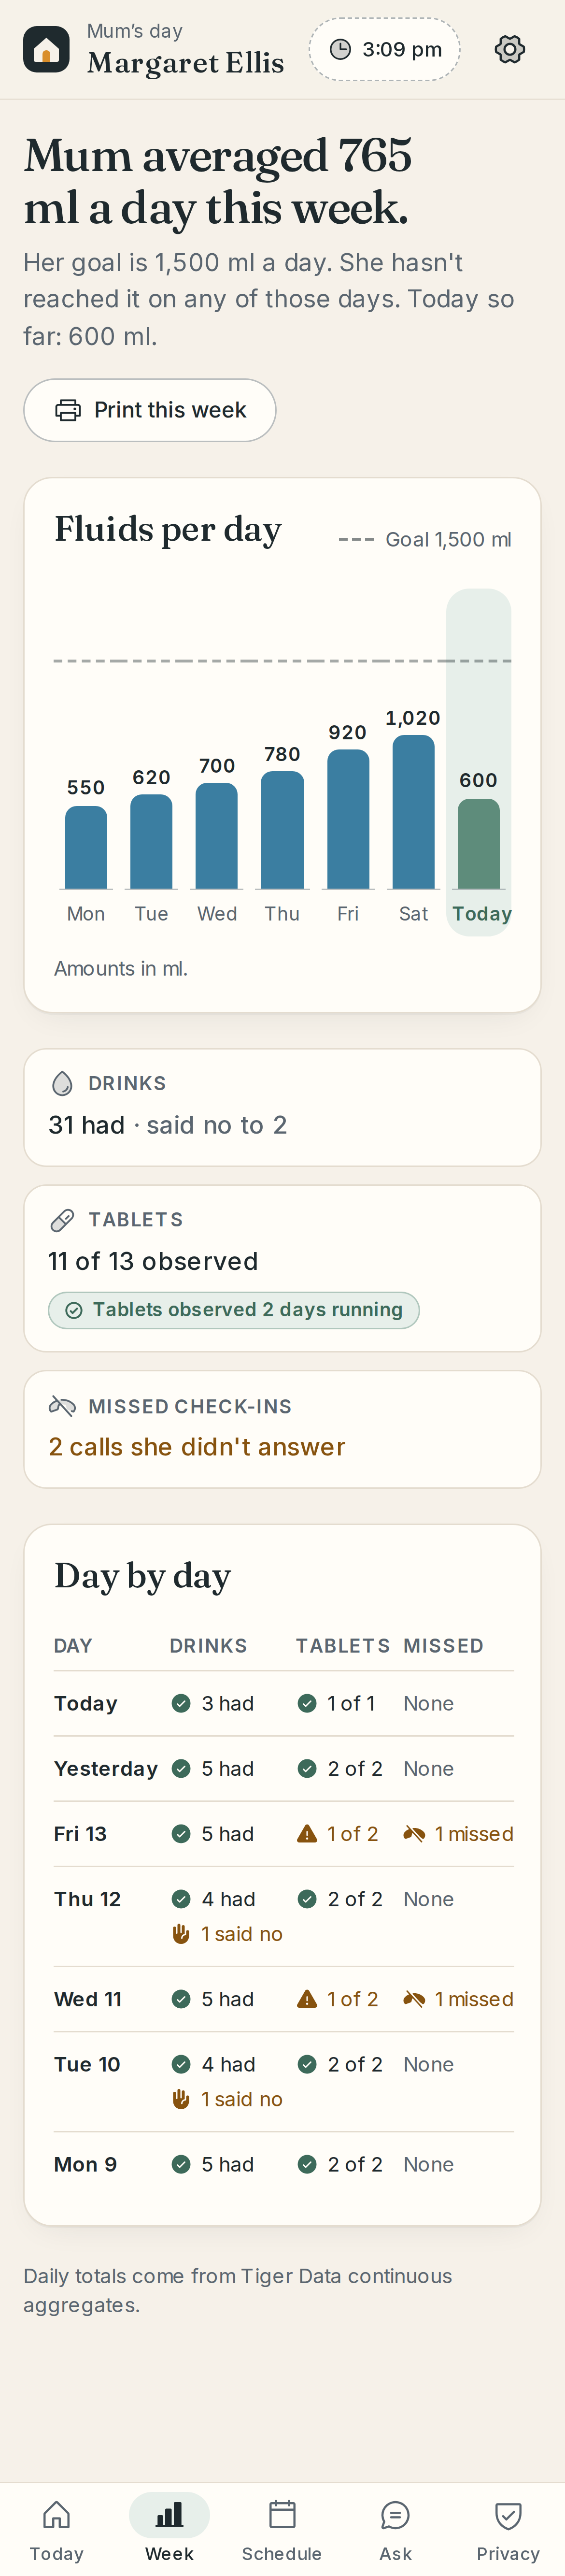 Mum's day
Margaret Ellis
3:09 pm
Mum averaged 765
ml a day this week.
Her goal is 1,500 ml a day. She hasn't
reached it on any of those days. Today so
far: 600 ml.
Print this week
Fluids per day
Goal 1,500 ml
550 620 700 780 920 1,020 600
Mon Tue Wed Thu Fri Sat Today
Amounts in ml.
DRINKS
31 had · said no to 2
TABLETS
11 of 13 observed
Tablets observed 2 days running
MISSED CHECK-INS
2 calls she didn't answer
Day by day
DAY DRINKS TABLETS MISSED
Today 3 had 1 of 1 None
Yesterday 5 had 2 of 2 None
Fri 13 5 had 1 of 2 1 missed
Thu 12 4 had 2 of 2 None
1 said no
Wed 11 5 had 1 of 2 1 missed
Tue 10 4 had 2 of 2 None
1 said no
Mon 9 5 had 2 of 2 None
Daily totals come from Tiger Data continuous
aggregates.
Today Week Schedule Ask Privacy